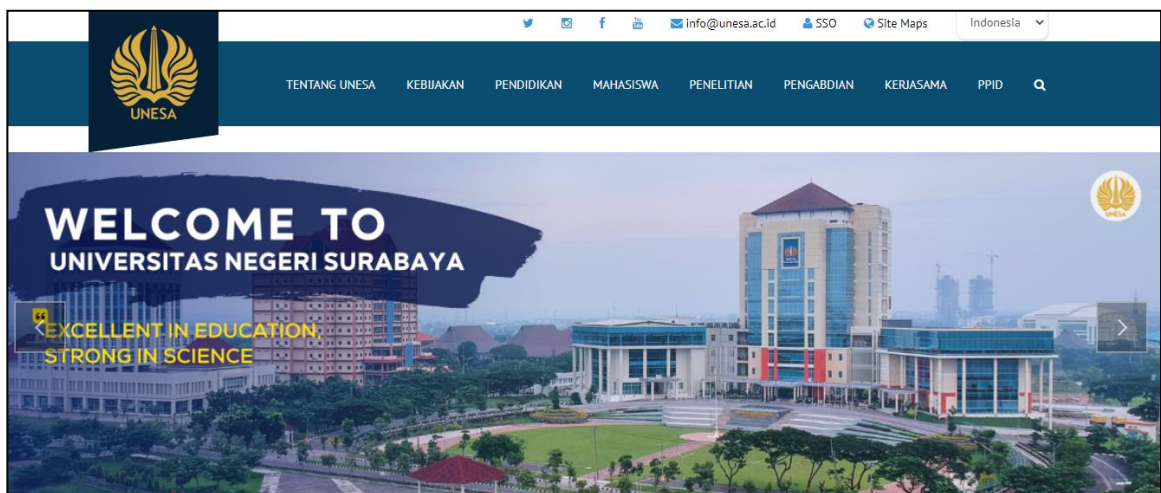 info@unesa.ac.id SSO Site Maps Indonesia
UNESA
TENTANG UNESA KEBIJAKAN PENDIDIKAN MAHASISWA PENELITIAN PENGABDIAN KERJASAMA PPID
WELCOME TO
UNIVERSITAS NEGERI SURABAYA
EXCELLENT IN EDUCATION,
STRONG IN SCIENCE
UNESA